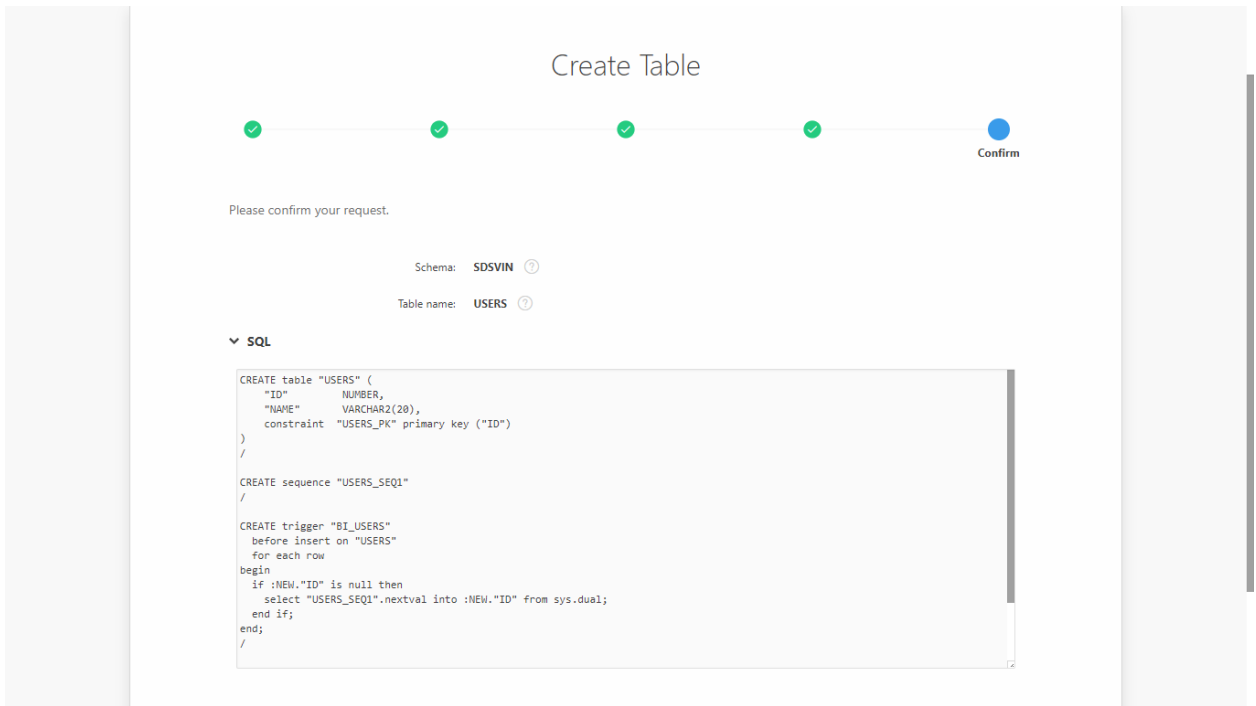 Create Table
Confirm
Please confirm your request.
Schema: SDSVIN ?
Table name: USERS ?
SQL
CREATE table "USERS" (
    "ID"         NUMBER,
    "NAME"       VARCHAR2(20),
    constraint  "USERS_PK" primary key ("ID")
)
/
CREATE sequence "USERS_SEQ1"
/
CREATE trigger "BI_USERS"
  before insert on "USERS"
  for each row
begin
  if :NEW."ID" is null then
    select "USERS_SEQ1".nextval into :NEW."ID" from sys.dual;
  end if;
end;
/